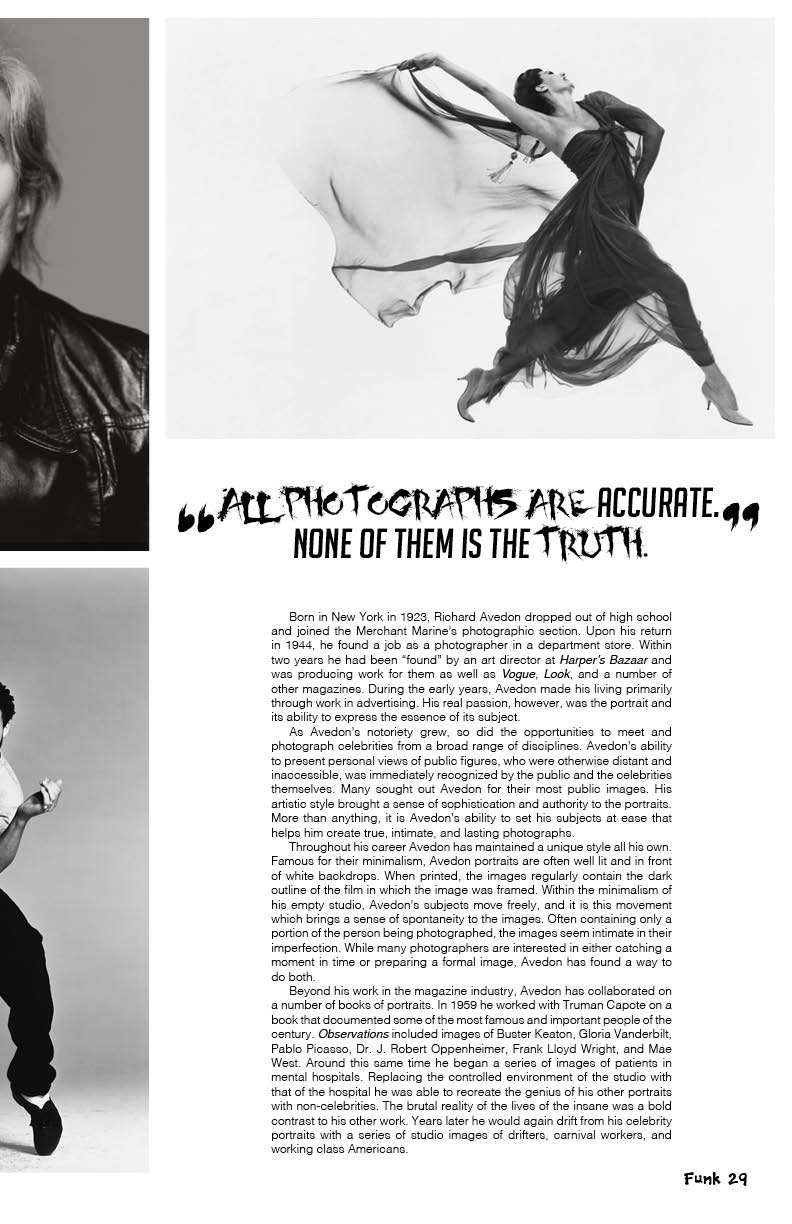 “ALL PHOTOGRAPHS ARE ACCURATE.”
NONE OF THEM IS THE TRUTH.
Born in New York in 1923, Richard Avedon dropped out of high school
and joined the Merchant Marine’s photographic section. Upon his return
in 1944, he found a job as a photographer in a department store. Within
two years he had been “found” by an art director at Harper’s Bazaar and
was producing work for them as well as Vogue, Look, and a number of
other magazines. During the early years, Avedon made his living primarily
through work in advertising. His real passion, however, was the portrait and
its ability to express the essence of its subject.
As Avedon’s notoriety grew, so did the opportunities to meet and
photograph celebrities from a broad range of disciplines. Avedon’s ability
to present personal views of public figures, who were otherwise distant and
inaccessible, was immediately recognized by the public and the celebrities
themselves. Many sought out Avedon for their most public images. His
artistic style brought a sense of sophistication and authority to the portraits.
More than anything, it is Avedon’s ability to set his subjects at ease that
helps him create true, intimate, and lasting photographs.
Throughout his career Avedon has maintained a unique style all his own.
Famous for their minimalism, Avedon portraits are often well lit and in front
of white backdrops. When printed, the images regularly contain the dark
outline of the film in which the image was framed. Within the minimalism of
his empty studio, Avedon’s subjects move freely, and it is this movement
which brings a sense of spontaneity to the images. Often containing only a
portion of the person being photographed, the images seem intimate in their
imperfection. While many photographers are interested in either catching a
moment in time or preparing a formal image, Avedon has found a way to
do both.
Beyond his work in the magazine industry, Avedon has collaborated on
a number of books of portraits. In 1959 he worked with Truman Capote on a
book that documented some of the most famous and important people of the
century. Observations included images of Buster Keaton, Gloria Vanderbilt,
Pablo Picasso, Dr. J. Robert Oppenheimer, Frank Lloyd Wright, and Mae
West. Around this same time he began a series of images of patients in
mental hospitals. Replacing the controlled environment of the studio with
that of the hospital he was able to recreate the genius of his other portraits
with non-celebrities. The brutal reality of the lives of the insane was a bold
contrast to his other work. Years later he would again drift from his celebrity
portraits with a series of studio images of drifters, carnival workers, and
working class Americans.
Funk 29